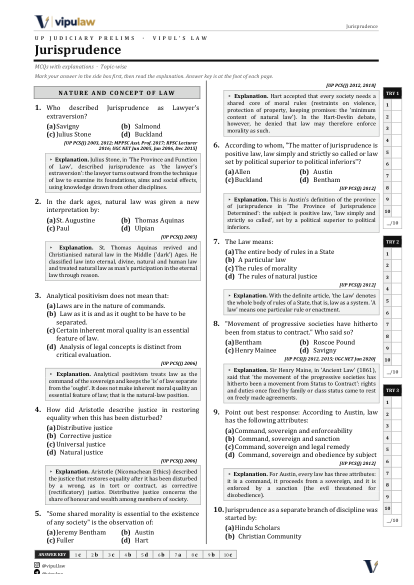 vipulaw
Jurisprudence
UP JUDICIARY PRELIMS · VIPUL'S LAW
Jurisprudence
MCQs with explanations · Topic-wise
Mark your answer in the side box first, then read the explanation. Answer key is at the foot of each page.
NATURE AND CONCEPT OF LAW
1. Who described Jurisprudence as Lawyer's
extraversion?
(a)Savigny (b) Salmond
(c)Julius Stone (d) Buckland
[UP PCS(J) 2003, 2012; MPPSC Asst. Prof. 2017; RPSC Lecturer
2016; UGC NET Jun 2005, Jun 2006, Dec 2015]
• Explanation. Julius Stone, in 'The Province and Function
of Law', described jurisprudence as 'the lawyer's
extraversion': the lawyer turns outward from the technique
of law to examine its foundations, aims and social effects,
using knowledge drawn from other disciplines.
2. In the dark ages, natural law was given a new
interpretation by:
(a)St. Augustine (b) Thomas Aquinas
(c)Paul (d) Ulpian
[UP PCS(J) 2003]
• Explanation. St. Thomas Aquinas revived and
Christianised natural law in the Middle ('dark') Ages. He
classified law into eternal, divine, natural and human law
and treated natural law as man's participation in the eternal
law through reason.
3. Analytical positivism does not mean that:
(a)Laws are in the nature of commands.
(b) Law as it is and as it ought to be have to be
separated.
(c)Certain inherent moral quality is an essential
feature of law.
(d) Analysis of legal concepts is distinct from
critical evaluation.
[UP PCS(J) 2006]
• Explanation. Analytical positivism treats law as the
command of the sovereign and keeps the 'is' of law separate
from the 'ought'. It does not make inherent moral quality an
essential feature of law; that is the natural-law position.
4. How did Aristotle describe justice in restoring
equality when this has been disturbed?
(a)Distributive justice
(b) Corrective justice
(c)Universal justice
(d) Natural justice
[UP PCS(J) 2006]
• Explanation. Aristotle (Nicomachean Ethics) described
the justice that restores equality after it has been disturbed
by a wrong, as in tort or contract, as corrective
(rectificatory) justice. Distributive justice concerns the
share of honour and wealth among members of society.
5. "Some shared morality is essential to the existence
of any society" is the observation of:
(a)Jeremy Bentham (b) Austin
(c)Fuller (d) Hart
[UP PCS(J) 2012, 2018]
• Explanation. Hart accepted that every society needs a
shared core of moral rules (restraints on violence,
protection of property, keeping promises: the 'minimum
content of natural law'). In the Hart-Devlin debate,
however, he denied that law may therefore enforce
morality as such.
6. According to whom, "The matter of jurisprudence is
positive law, law simply and strictly so called or law
set by political superior to political inferiors"?
(a)Allen (b) Austin
(c)Buckland (d) Bentham
[UP PCS(J) 2012]
• Explanation. This is Austin's definition of the province
of jurisprudence in 'The Province of Jurisprudence
Determined': the subject is positive law, 'law simply and
strictly so called', set by political superiors to political
inferiors.
7. The Law means:
(a)The entire body of rules in a State
(b) A particular law
(c)The rules of morality
(d) The rules of natural justice
[UP PCS(J) 2012]
• Explanation. With the definite article, 'the law' denotes
the whole body of rules of a State, that is, law as a system. 'A
law' means one particular rule or enactment.
8. "Movement of progressive societies have hitherto
been from status to contract." Who said so?
(a)Bentham (b) Roscoe Pound
(c)Henry Maine (d) Savigny
[UP PCS(J) 2012, 2015; UGC NET Jan 2020]
• Explanation. Sir Henry Maine, in 'Ancient Law' (1861),
said that 'the movement of the progressive societies has
hitherto been a movement from Status to Contract': rights
and duties once fixed by family or class status came to rest
on freely made agreements.
9. Point out best response: According to Austin, law
has the following attributes:
(a)Command, sovereign and enforceability
(b) Command, sovereign and sanction
(c)Command, sovereign and legal remedy
(d) Command, sovereign and obedience by subject
[UP PCS(J) 2012]
• Explanation. For Austin, every law has three attributes:
it is a command, it proceeds from a sovereign, and it is
enforced by a sanction (the evil threatened for
disobedience).
10. Jurisprudence as a separate branch of discipline was
started by:
(a)Hindu Scholars
(b) Christian Community
TRY 1
1
2
3
4
5
6
7
8
9
10
__/10
TRY 2
1
2
3
4
5
6
7
8
9
10
__/10
TRY 3
1
2
3
4
5
6
7
8
9
10
__/10
ANSWER KEY 1 c 2 b 3 c 4 b 5 d 6 b 7 a 8 c 9 b 10 c
@vipullaw